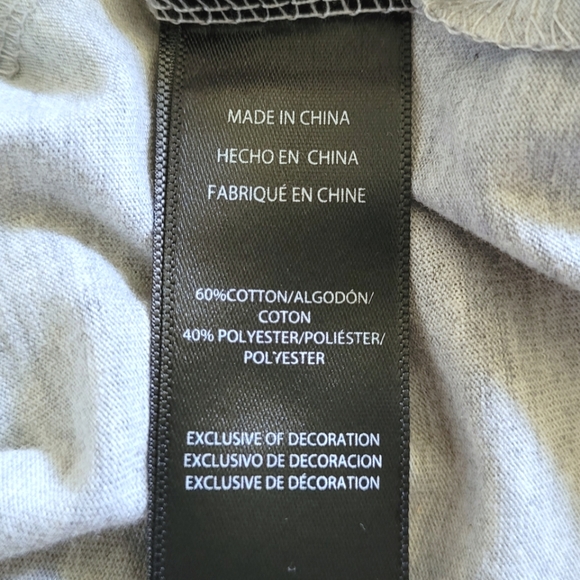 MADE IN CHINA
HECHO EN CHINA
FABRIQUÉ EN CHINE
60%COTTON/ALGODÓN/
COTON
40% POLYESTER/POLIÉSTER/
POLYESTER
EXCLUSIVE OF DECORATION
EXCLUSIVO DE DECORACION
EXCLUSIVE DE DÉCORATION